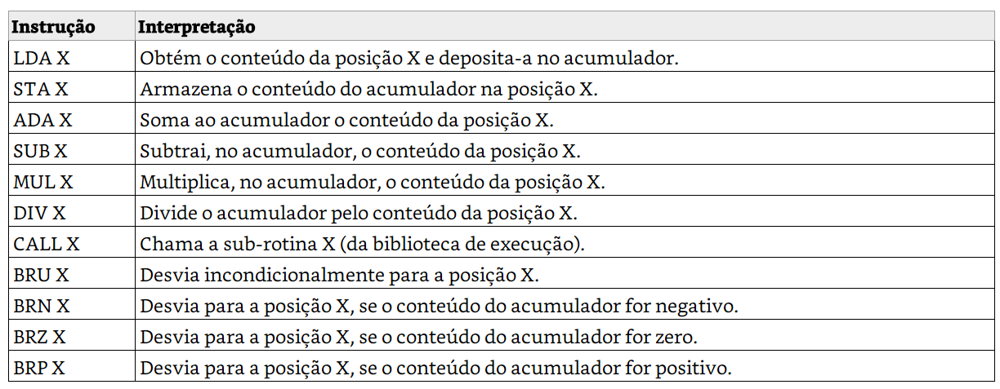 Instrução Interpretação
LDA X Obtém o conteúdo da posição X e deposita-a no acumulador.
STA X Armazena o conteúdo do acumulador na posição X.
ADA X Soma ao acumulador o conteúdo da posição X.
SUB X Subtrai, no acumulador, o conteúdo da posição X.
MUL X Multiplica, no acumulador, o conteúdo da posição X.
DIV X Divide o acumulador pelo conteúdo da posição X.
CALL X Chama a sub-rotina X (da biblioteca de execução).
BRU X Desvia incondicionalmente para a posição X.
BRN X Desvia para a posição X, se o conteúdo do acumulador for negativo.
BRZ X Desvia para a posição X, se o conteúdo do acumulador for zero.
BRP X Desvia para a posição X, se o conteúdo do acumulador for positivo.